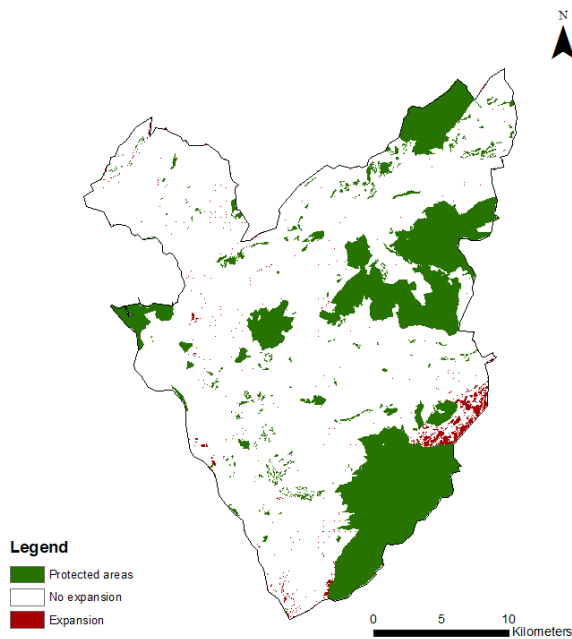 N
Legend
Protected areas
No expansion
Expansion
0 5 10
Kilometers